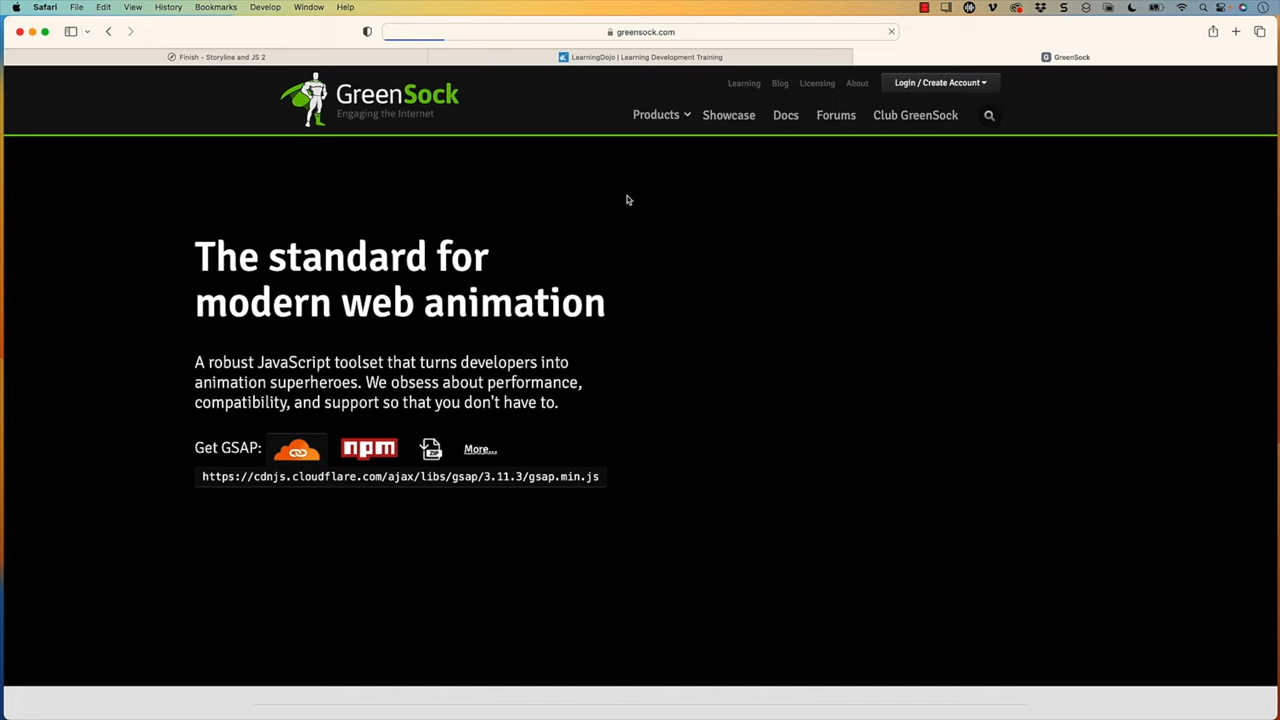 Safari File Edit View History Bookmarks Develop Window Help
greensock.com
Finish - Storyline and JS 2
LearningDojo | Learning Development Training
GreenSock
GreenSock
Engaging the Internet
Learning Blog Licensing About Login / Create Account
Products Showcase Docs Forums Club GreenSock
The standard for
modern web animation
A robust JavaScript toolset that turns developers into
animation superheroes. We obsess about performance,
compatibility, and support so that you don't have to.
Get GSAP: npm ZIP More...
https://cdnjs.cloudflare.com/ajax/libs/gsap/3.11.3/gsap.min.js